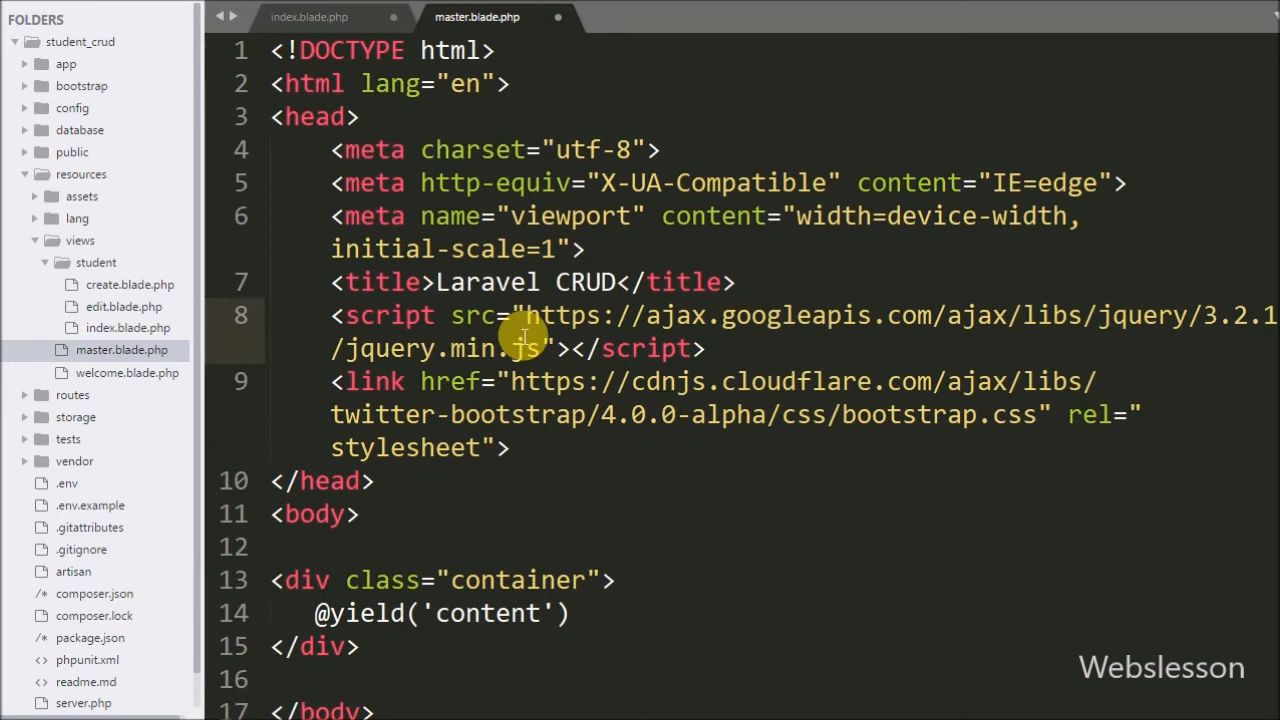 FOLDERS
student_crud
app
bootstrap
config
database
public
resources
assets
lang
views
student
create.blade.php
edit.blade.php
index.blade.php
master.blade.php
welcome.blade.php
routes
storage
tests
vendor
.env
.env.example
.gitattributes
.gitignore
artisan
/* composer.json
composer.lock
/* package.json
<> phpunit.xml
<> readme.md
server.php
index.blade.php
master.blade.php
1 <!DOCTYPE html>
2 <html lang="en">
3 <head>
4 <meta charset="utf-8">
5 <meta http-equiv="X-UA-Compatible" content="IE=edge">
6 <meta name="viewport" content="width=device-width,
initial-scale=1">
7 <title>Laravel CRUD</title>
8 <script src="https://ajax.googleapis.com/ajax/libs/jquery/3.2.1
/jquery.min.js"></script>
9 <link href="https://cdnjs.cloudflare.com/ajax/libs/
twitter-bootstrap/4.0.0-alpha/css/bootstrap.css" rel="
stylesheet">
10 </head>
11 <body>
12
13 <div class="container">
14 @yield('content')
15 </div>
16
17 </body>
Webslesson